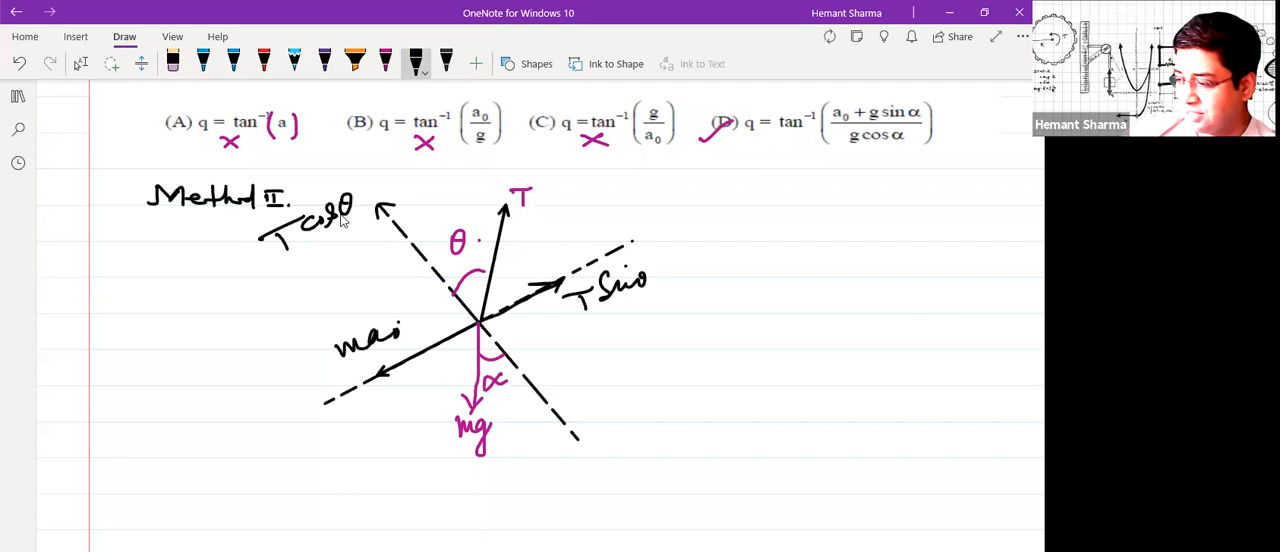 OneNote for Windows 10
Hemant Sharma
Home Insert Draw View Help
Share
Shapes Ink to Shape Ink to Text
Hemant Sharma
(A) q = tan⁻¹(a) (B) q = tan⁻¹ (a₀/g) (C) q = tan⁻¹ (g/a₀) (D) q = tan⁻¹ ((a₀ + g sin α)/(g cos α))
Method II.
T cosθ
T
θ
T Sinθ
α
mg